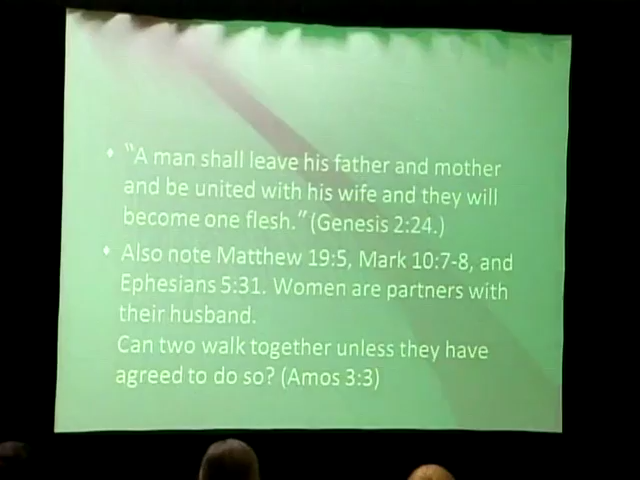 "A man shall leave his father and mother
and be united with his wife and they will
become one flesh." (Genesis 2:24.)
Also note Matthew 19:5, Mark 10:7-8, and
Ephesians 5:31. Women are partners with
their husband.
Can two walk together unless they have
agreed to do so? (Amos 3:3)